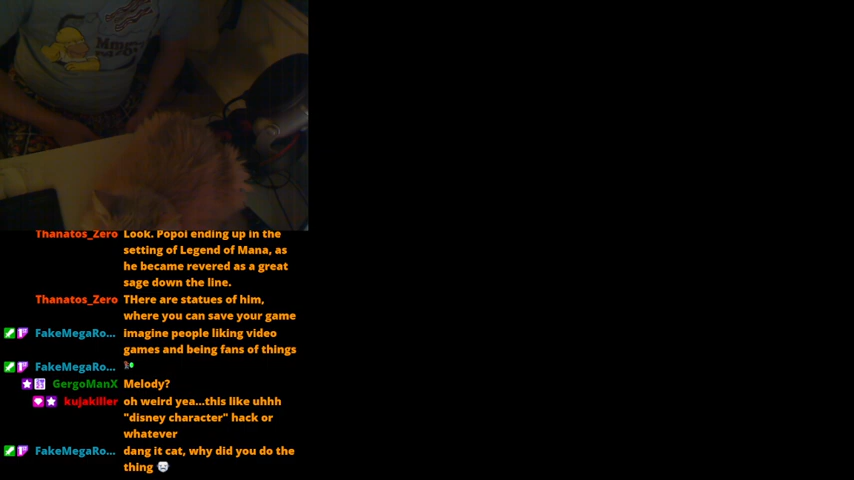 Mmm
Thanatos_Zero Look. Popoi ending up in the
setting of Legend of Mana, as
he became revered as a great
sage down the line.
Thanatos_Zero THere are statues of him,
where you can save your game
FakeMegaRo... imagine people liking video
games and being fans of things
FakeMegaRo...
GergoManX Melody?
kujakiller oh weird yea...this like uhhh
"disney character" hack or
whatever
FakeMegaRo... dang it cat, why did you do the
thing